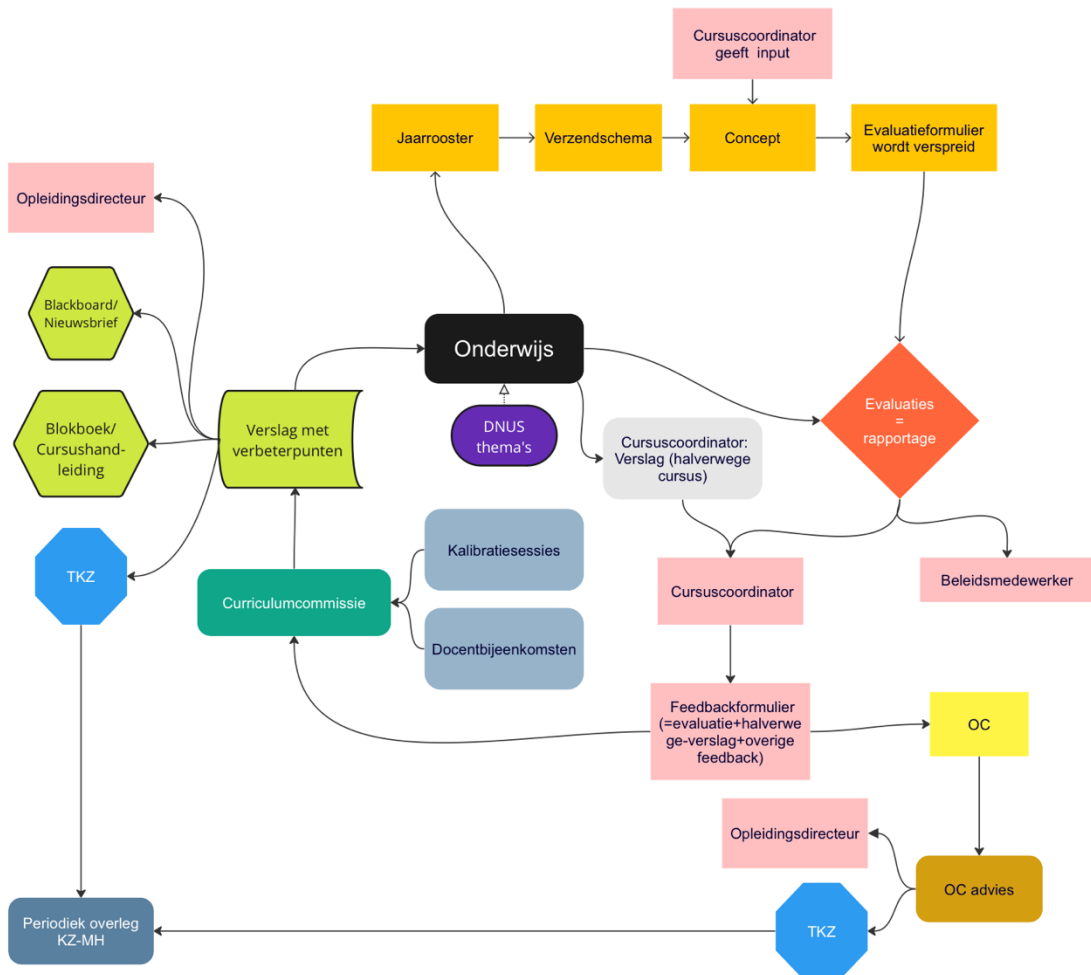 Cursuscoordinator
geeft input
Jaarrooster
Verzendschema
Concept
Evaluatieformulier
wordt verspreid
Opleidingsdirecteur
Blackboard/
Nieuwsbrief
Blokboek/
Cursushand-
leiding
TKZ
Verslag met
verbeterpunten
Onderwijs
DNUS
thema's
Cursuscoordinator:
Verslag (halverwege
cursus)
Evaluaties
=
rapportage
Kalibratiesessies
Curriculumcommissie
Docentbijeenkomsten
Cursuscoordinator
Beleidsmedewerker
Feedbackformulier
(=evaluatie+halverwe
ge-verslag+overige
feedback)
OC
Opleidingsdirecteur
OC advies
TKZ
Periodiek overleg
KZ-MH